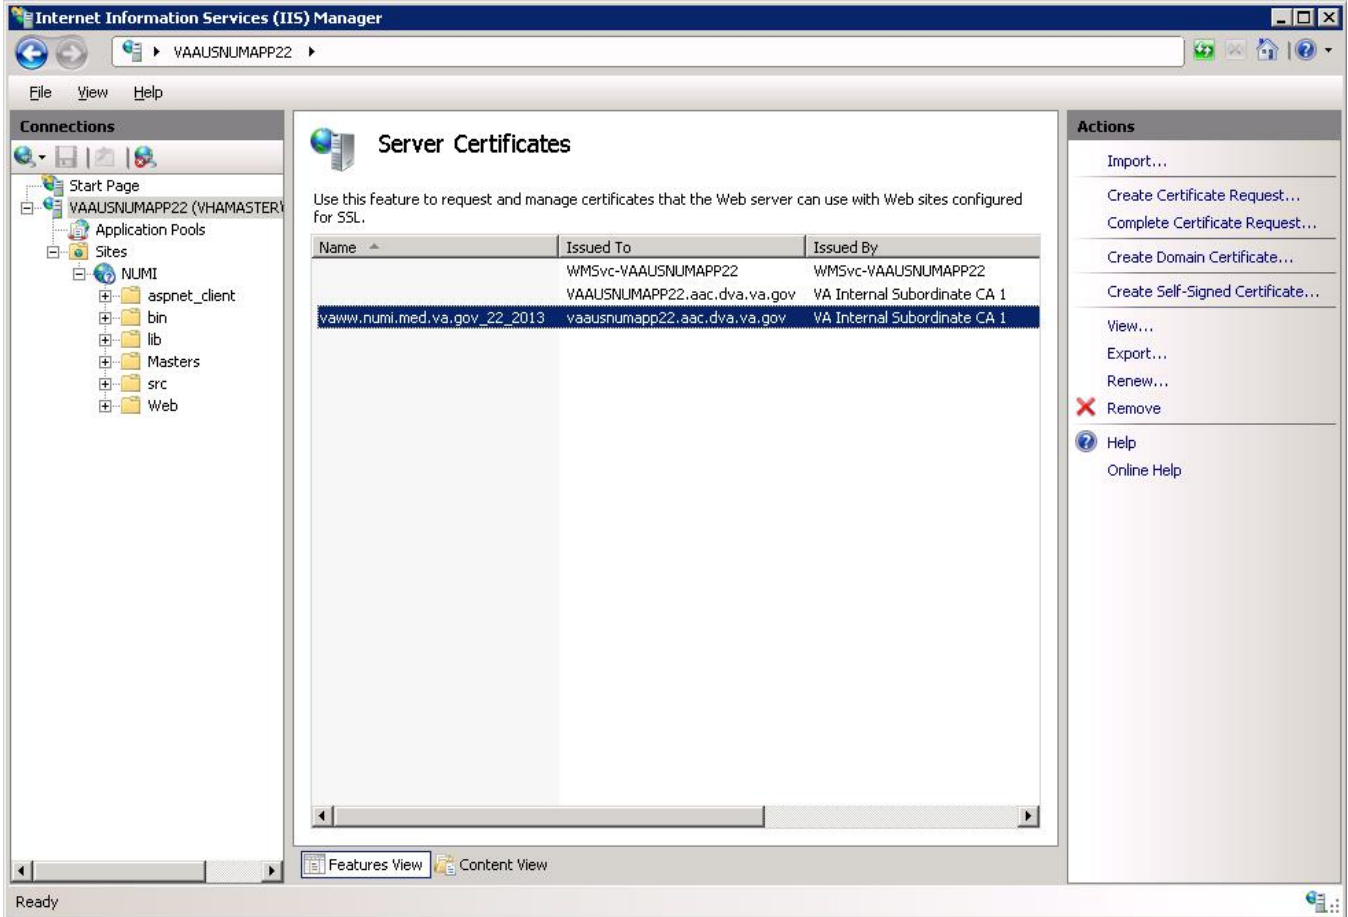 Internet Information Services (IIS) Manager
VAAUSNUMAPP22
File View Help
Connections
Start Page
VAAUSNUMAPP22 (VHAMASTER\
Application Pools
Sites
NUMI
aspnet_client
bin
lib
Masters
src
Web
Server Certificates
Use this feature to request and manage certificates that the Web server can use with Web sites configured
for SSL.
Name Issued To Issued By
WMSvc-VAAUSNUMAPP22 WMSvc-VAAUSNUMAPP22
VAAUSNUMAPP22.aac.dva.va.gov VA Internal Subordinate CA 1
vaww.numi.med.va.gov_22_2013 vaausnumapp22.aac.dva.va.gov VA Internal Subordinate CA 1
Features View Content View
Actions
Import...
Create Certificate Request...
Complete Certificate Request...
Create Domain Certificate...
Create Self-Signed Certificate...
View...
Export...
Renew...
Remove
Help
Online Help
Ready